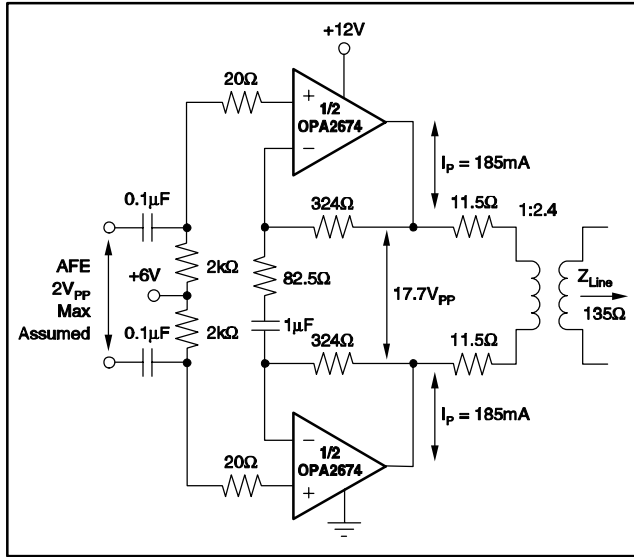 +12V
20Ω
+
1/2
OPA2674
−
I_P = 185mA
0.1μF
324Ω
11.5Ω
1:2.4
AFE
2V_PP
Max
Assumed
+6V
2kΩ
82.5Ω
17.7V_PP
Z_Line
135Ω
2kΩ
0.1μF
1μF
324Ω
11.5Ω
−
1/2
OPA2674
+
I_P = 185mA
20Ω